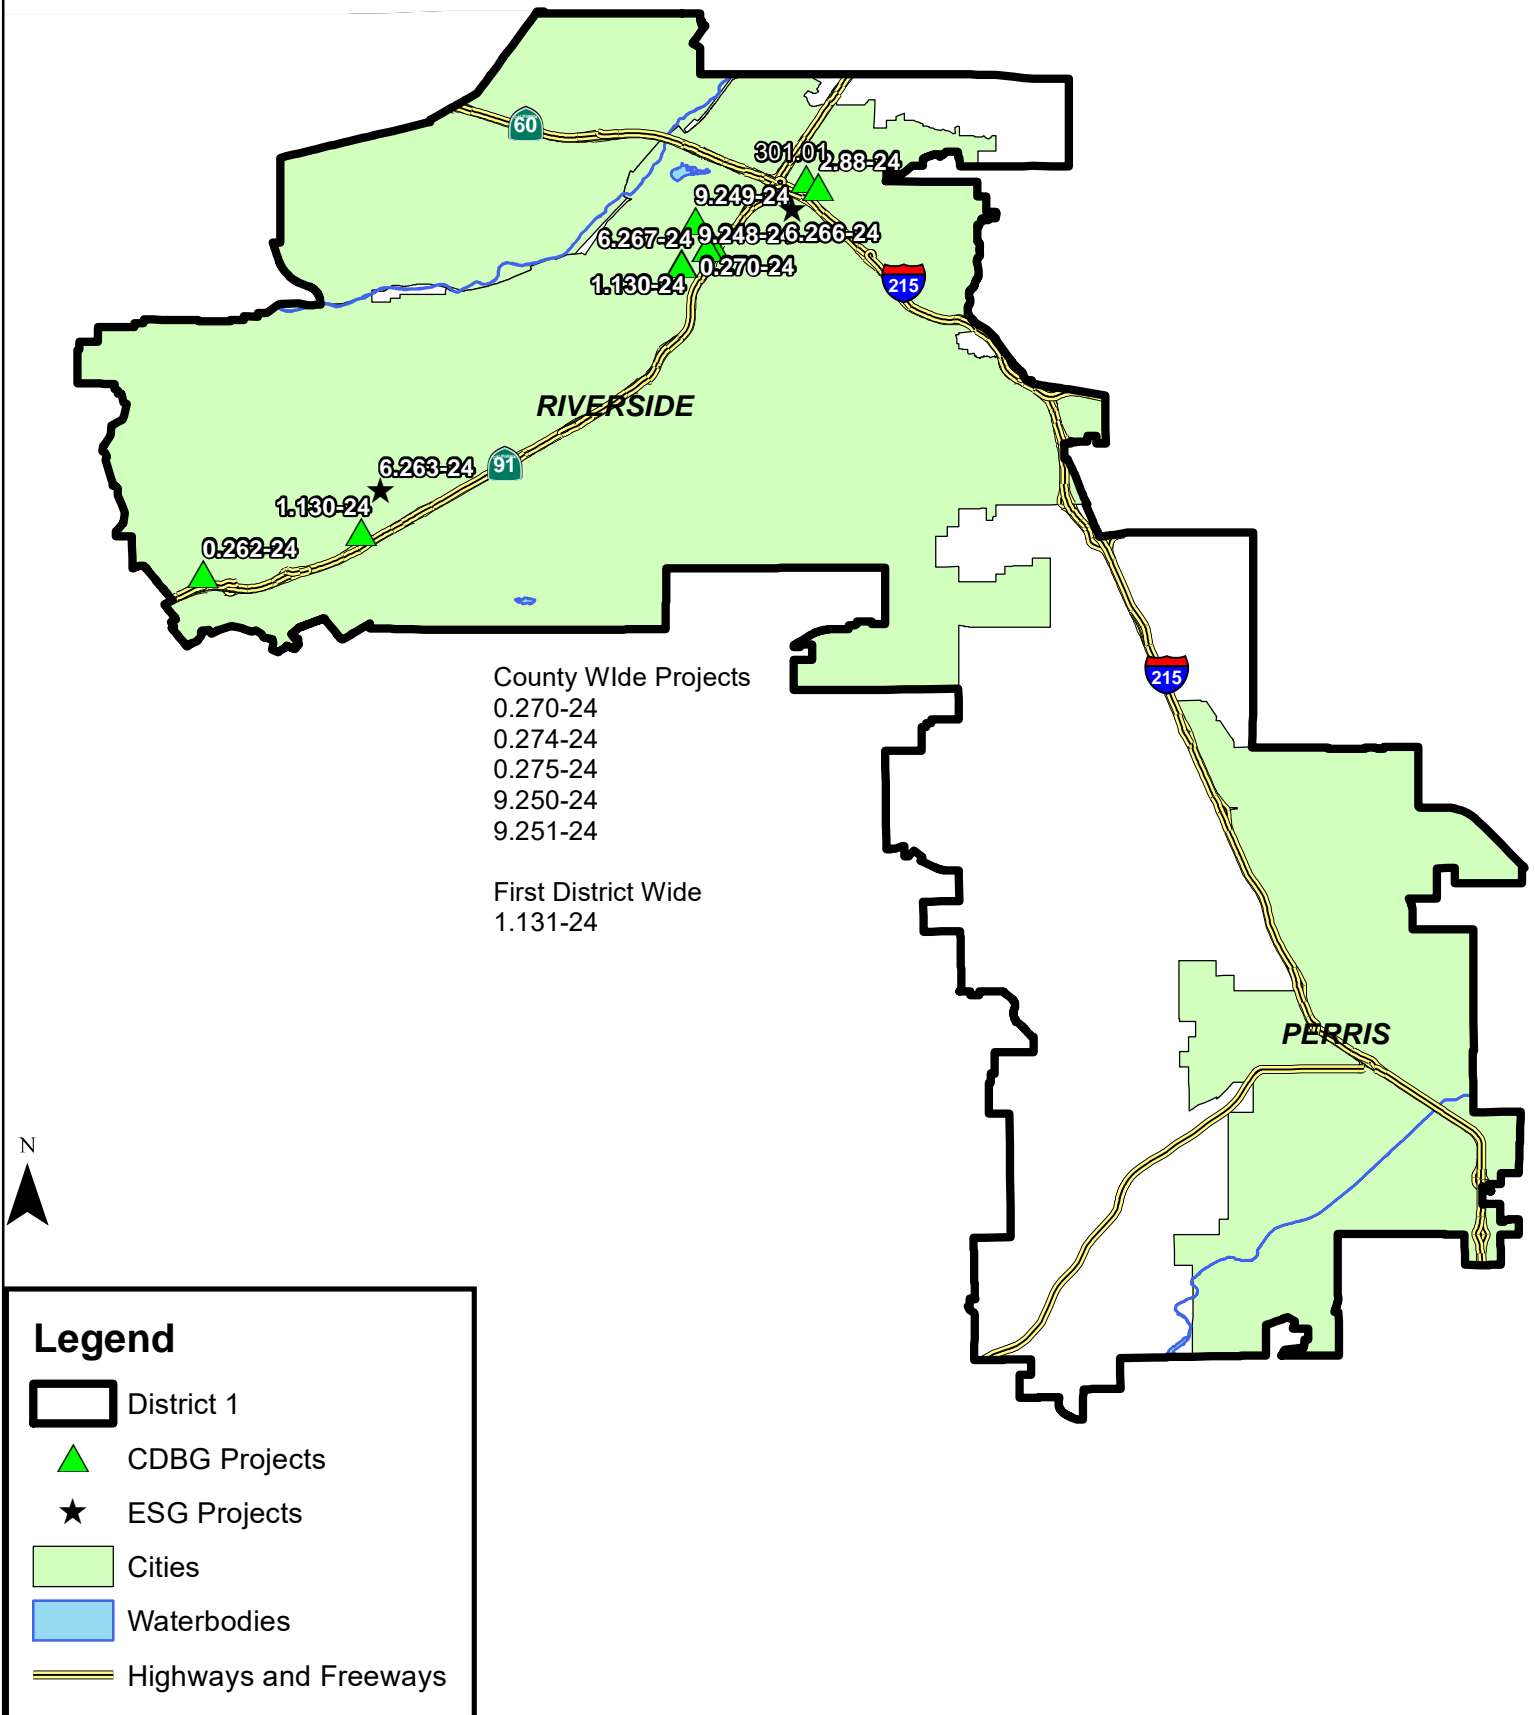 60
301.01
2.88-24
9.249-24
6.267-24
9.248-24
6.266-24
0.270-24
1.130-24
215
RIVERSIDE
91
6.263-24
1.130-24
0.262-24
County WIde Projects
0.270-24
0.274-24
0.275-24
9.250-24
9.251-24
First District Wide
1.131-24
215
PERRIS
N
Legend
District 1
CDBG Projects
ESG Projects
Cities
Waterbodies
Highways and Freeways